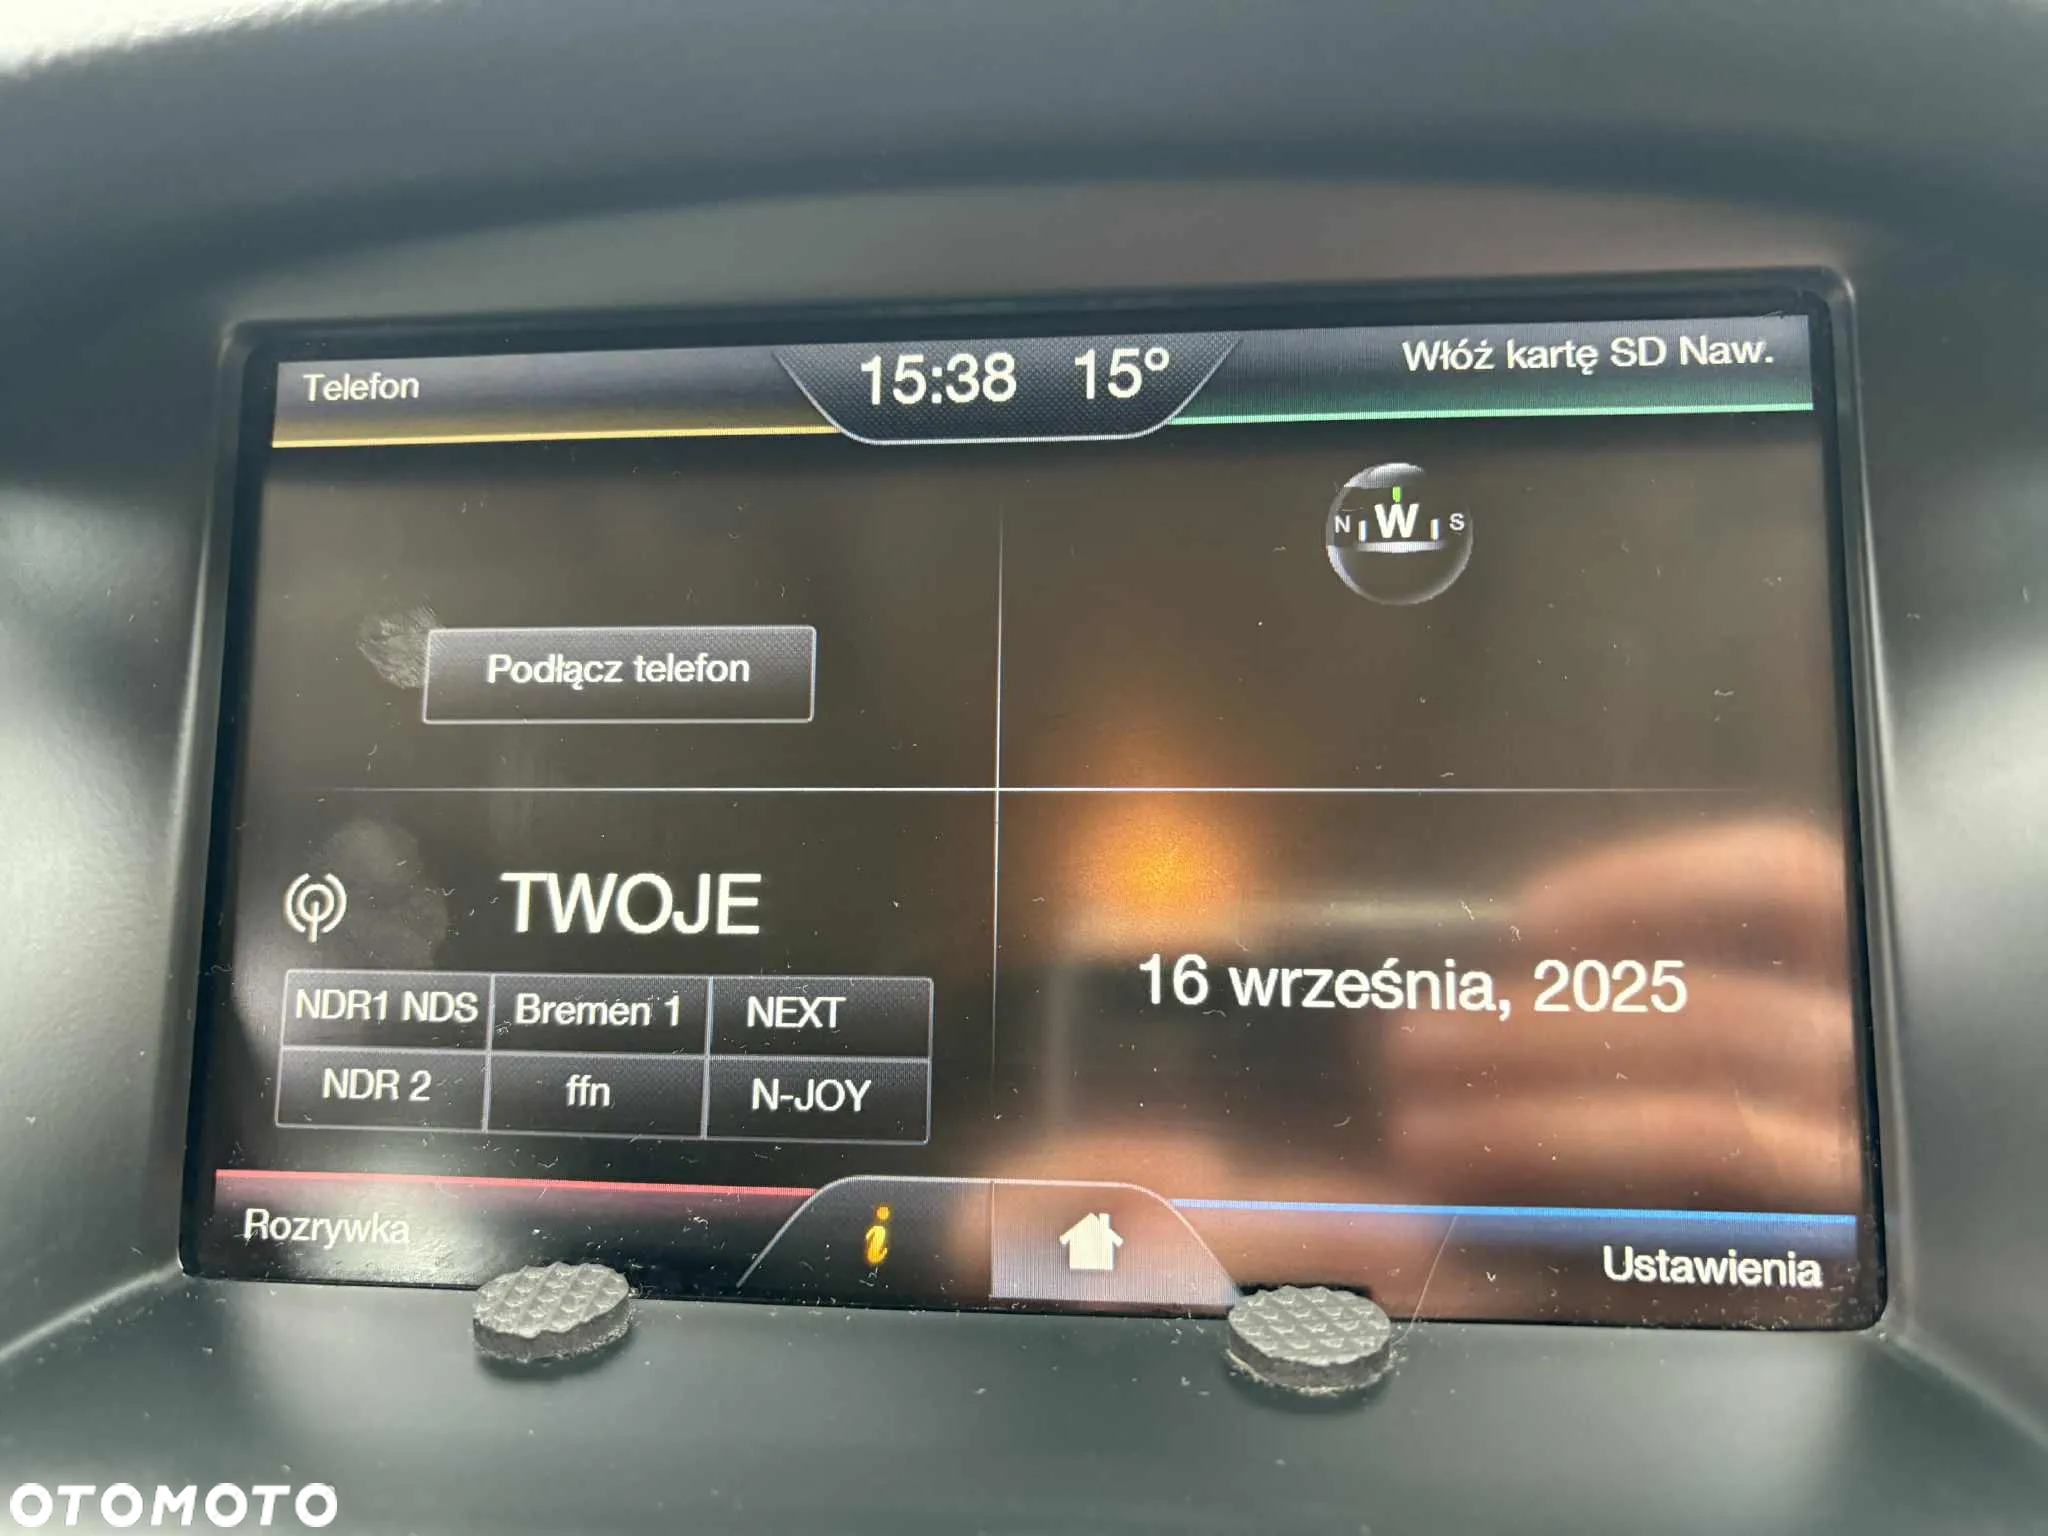 Telefon
15:38 15°
Włóż kartę SD Naw.
N W S
Podłącz telefon
TWOJE
NDR1 NDS Bremen 1 NEXT
NDR 2 ffn N-JOY
16 września, 2025
Rozrywka
i
Ustawienia
OTOMOTO